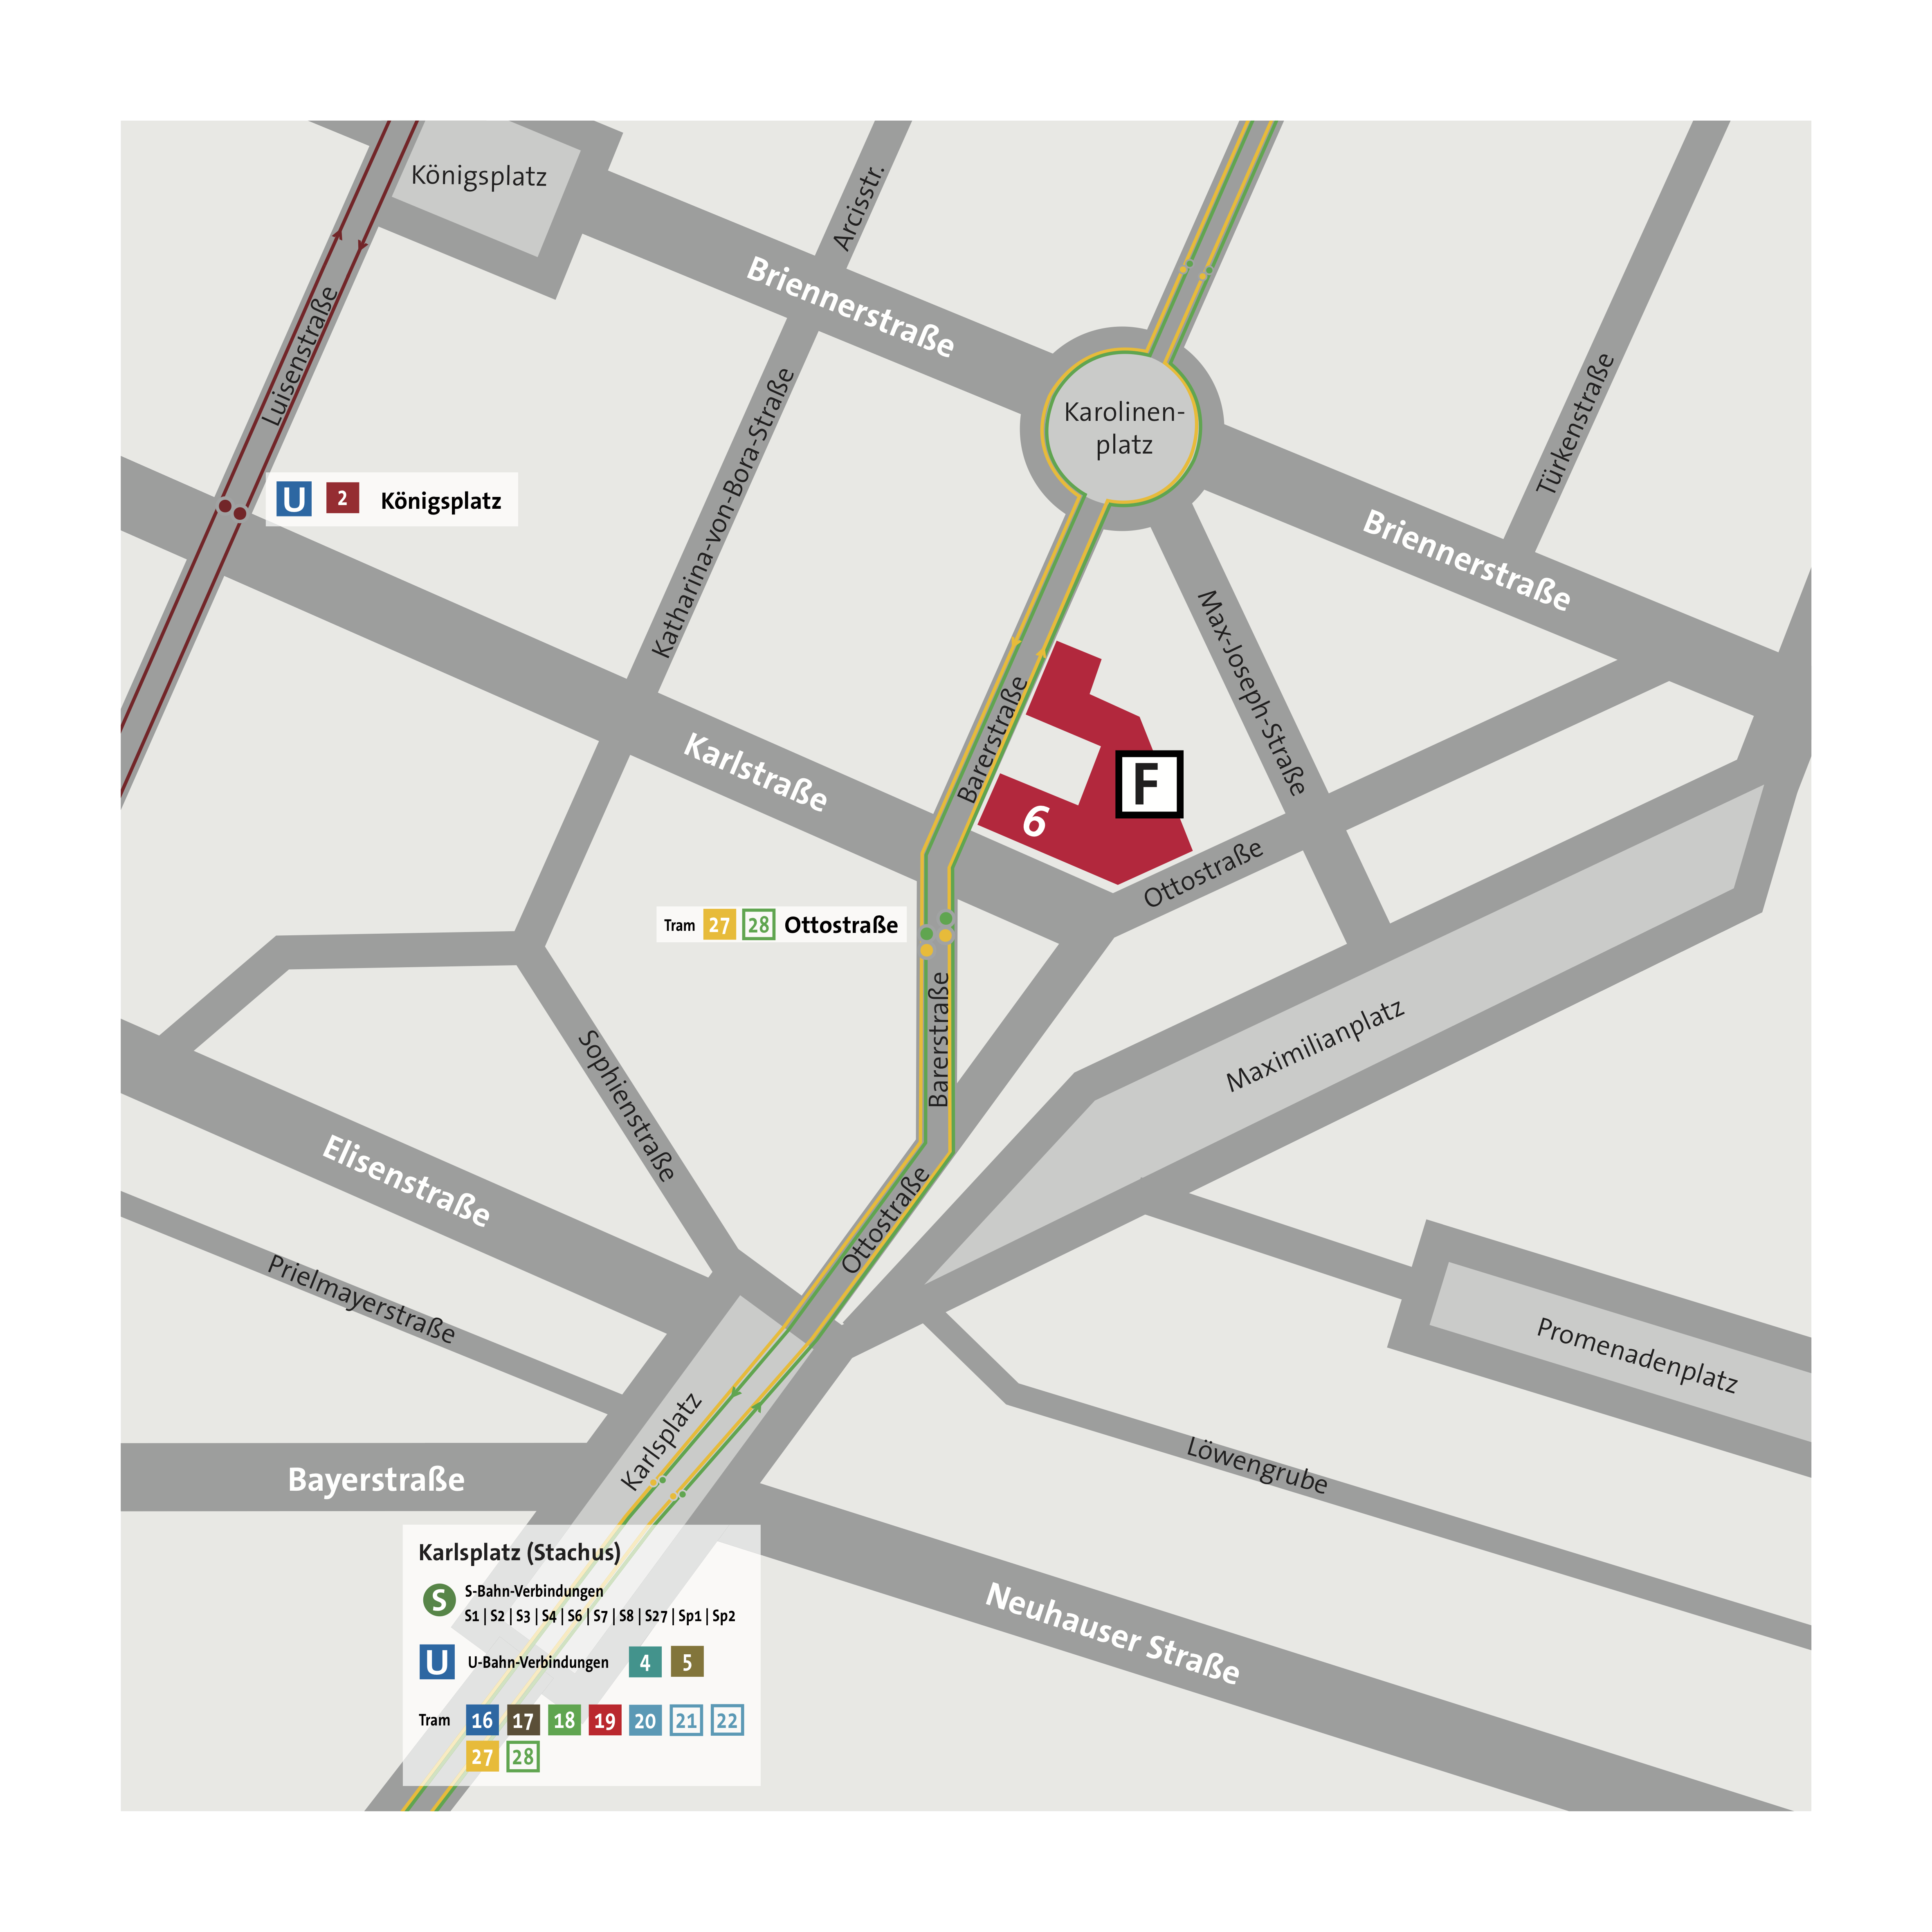 Königsplatz
Arcisstr.
Briennerstraße
Luisenstraße
Karolinen-
platz
Türkenstraße
Katharina-von-Bora-Straße
U 2 Königsplatz
Briennerstraße
Max-Joseph-Straße
Barerstraße
Karlstraße
F
6
Ottostraße
Tram 27 28 Ottostraße
Barerstraße
Maximilianplatz
Sophienstraße
Elisenstraße
Ottostraße
Prielmayerstraße
Promenadenplatz
Karlsplatz
Löwengrube
Bayerstraße
Neuhauser Straße
Karlsplatz (Stachus)
S S-Bahn-Verbindungen
S1 | S2 | S3 | S4 | S6 | S7 | S8 | S27 | Sp1 | Sp2
U U-Bahn-Verbindungen 4 5
Tram 16 17 18 19 20 21 22
27 28